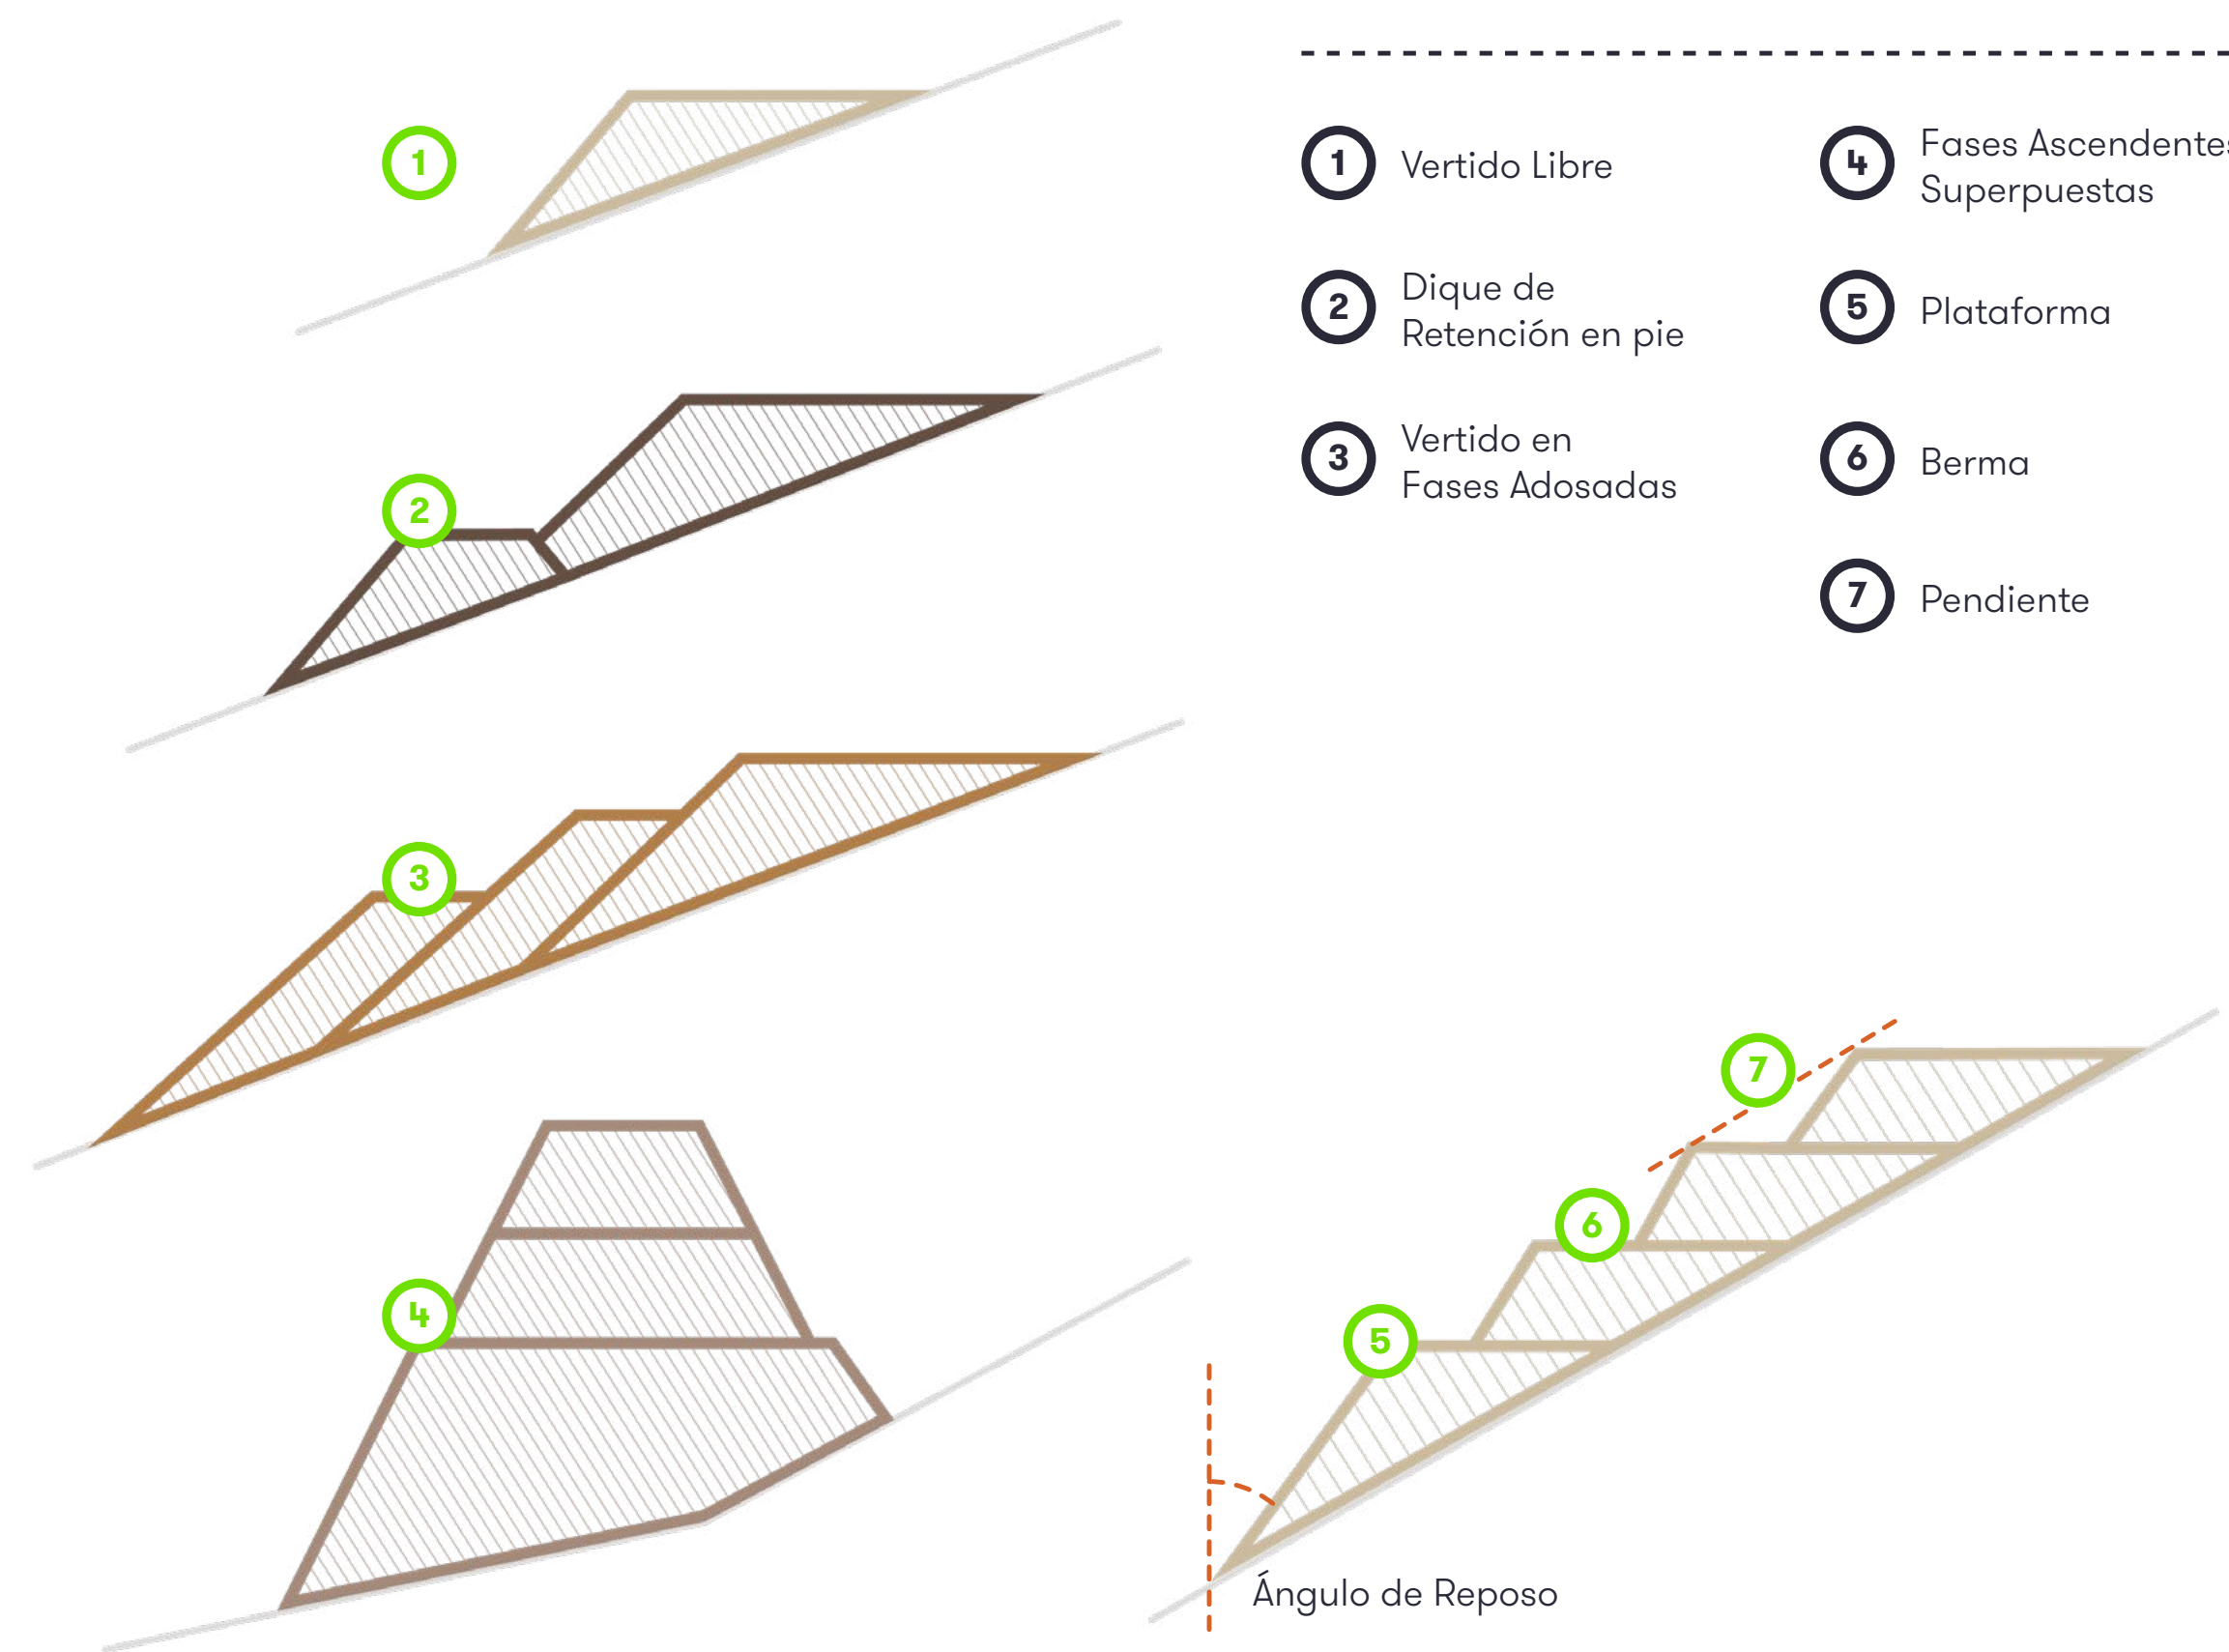 1 Vertido Libre
2 Dique de
Retención en pie
3 Vertido en
Fases Adosadas
4 Fases Ascendentes
Superpuestas
5 Plataforma
6 Berma
7 Pendiente
1
2
3
4
7
6
5
Ángulo de Reposo